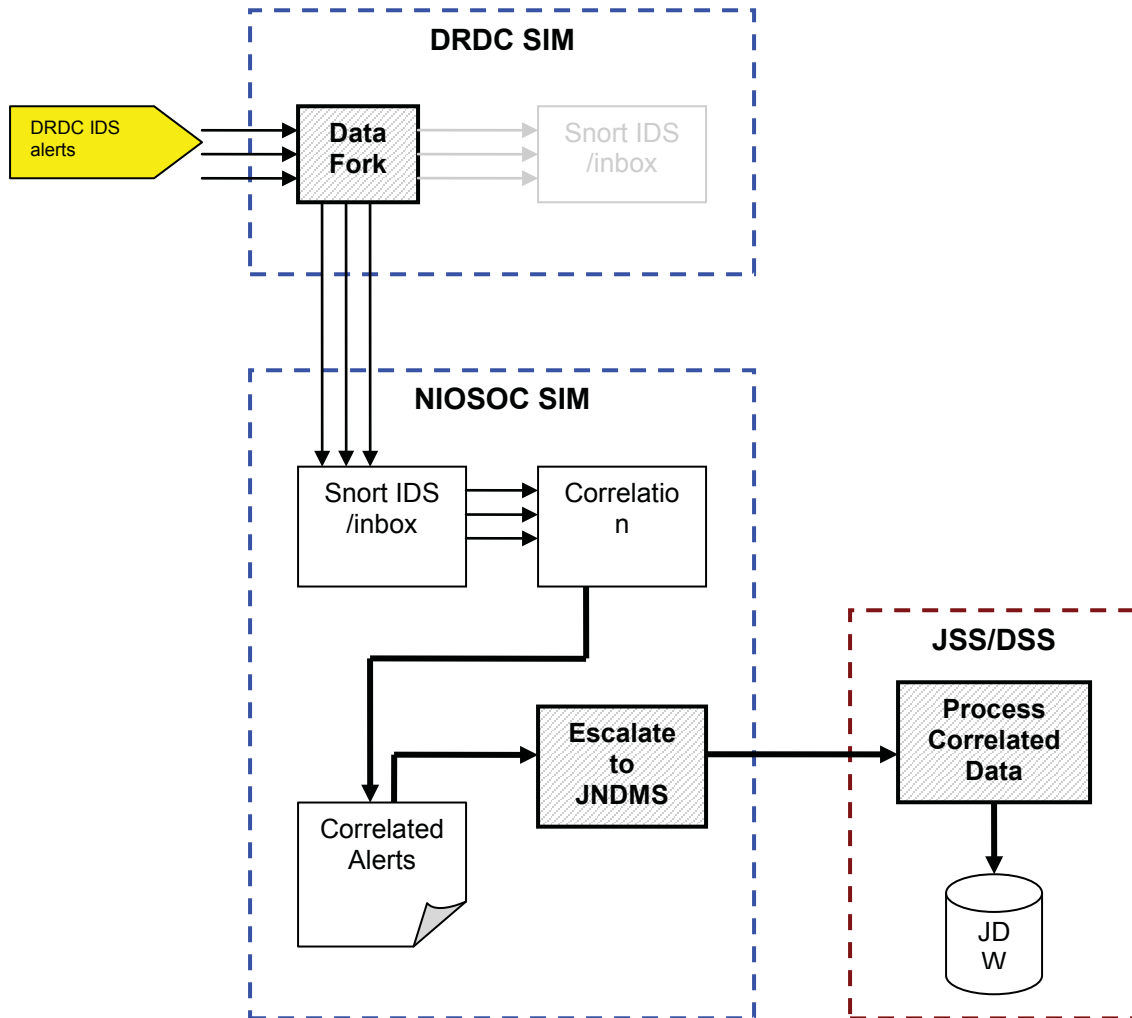 DRDC SIM
DRDC IDS
alerts
Data
Fork
Snort IDS
/inbox
NIOSOC SIM
Snort IDS
/inbox
Correlatio
n
JSS/DSS
Escalate
to
JNDMS
Process
Correlated
Data
Correlated
Alerts
JD
W